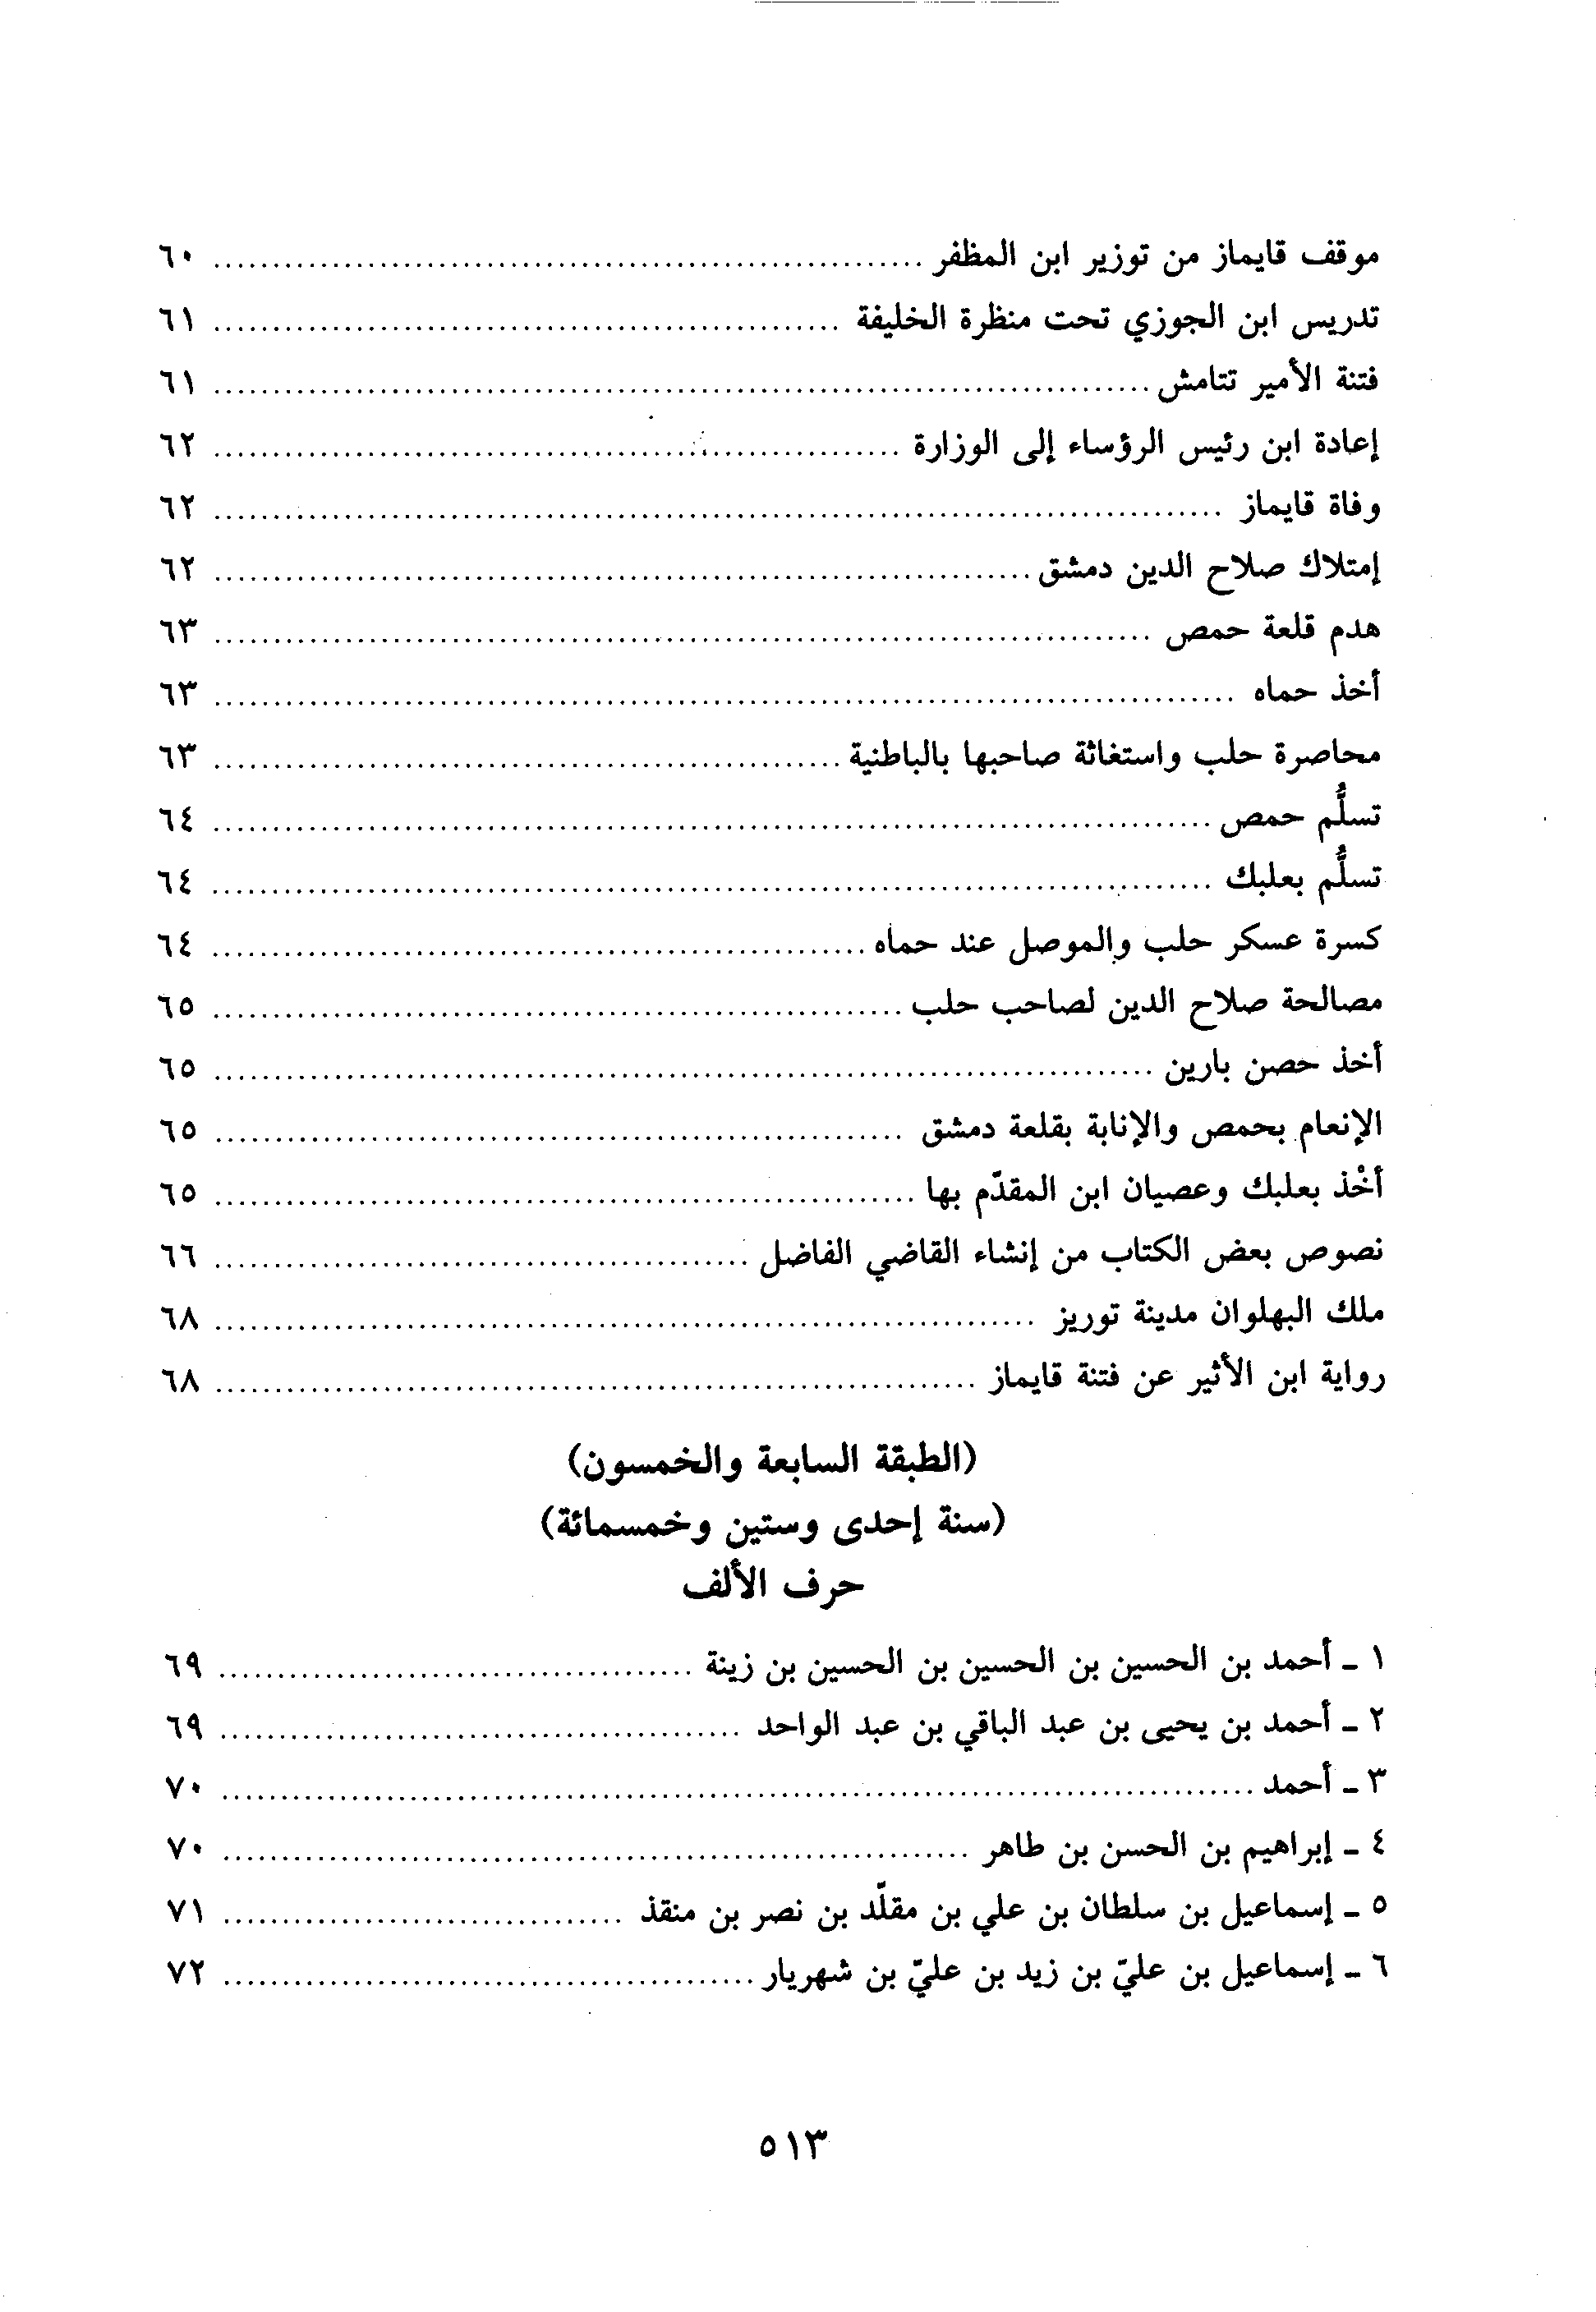 موقف قايماز من توزير ابن المظفر ........ ٦٠
تدريس ابن الجوزي تحت منظرة الخليفة ........ ٦١
فتنة الأمير تتامش ........ ٦١
إعادة ابن رئيس الرؤساء إلى الوزارة ........ ٦٢
وفاة قايماز ........ ٦٢
إمتلاك صلاح الدين دمشق ........ ٦٢
هدم قلعة حمص ........ ٦٣
أخذ حماه ........ ٦٣
محاصرة حلب واستغاثة صاحبها بالباطنية ........ ٦٣
تسلُّم حمص ........ ٦٤
تسلُّم بعلبك ........ ٦٤
كسرة عسكر حلب والموصل عند حماه ........ ٦٤
مصالحة صلاح الدين لصاحب حلب ........ ٦٥
أخذ حصن بارين ........ ٦٥
الإنعام بحمص والإنابة بقلعة دمشق ........ ٦٥
أخْذ بعلبك وعصيان ابن المقدّم بها ........ ٦٥
نصوص بعض الكتاب من إنشاء القاضي الفاضل ........ ٦٦
ملك البهلوان مدينة توريز ........ ٦٨
رواية ابن الأثير عن فتنة قايماز ........ ٦٨
(الطبقة السابعة والخمسون)
(سنة إحدى وستين وخمسمائة)
حرف الألف
١ ـ أحمد بن الحسين بن الحسين بن الحسين بن زينة ........ ٦٩
٢ ـ أحمد بن يحيى بن عبد الباقي بن عبد الواحد ........ ٦٩
٣ ـ أحمد ........ ٧٠
٤ ـ إبراهيم بن الحسن بن طاهر ........ ٧٠
٥ ـ إسماعيل بن سلطان بن علي بن مقلّد بن نصر بن منقذ ........ ٧١
٦ ـ إسماعيل بن عليّ بن زيد بن عليّ بن شهريار ........ ٧٢
٥١٣